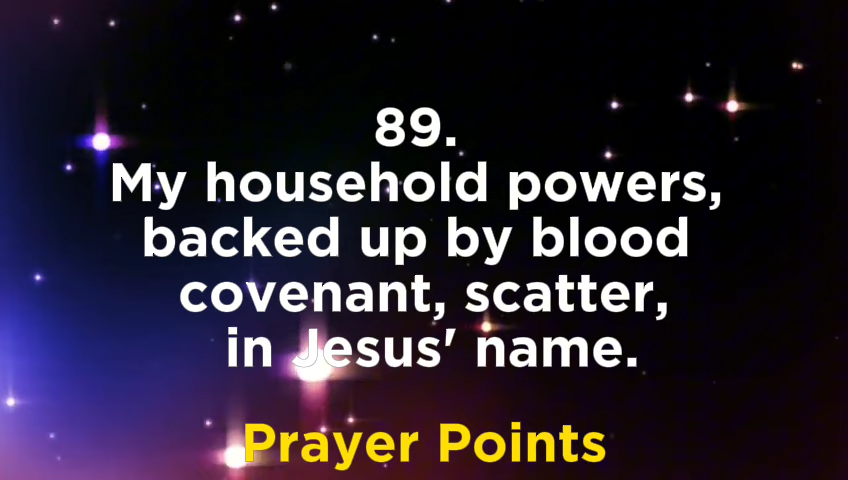 89.
My household powers,
backed up by blood
covenant, scatter,
in Jesus' name.
Prayer Points